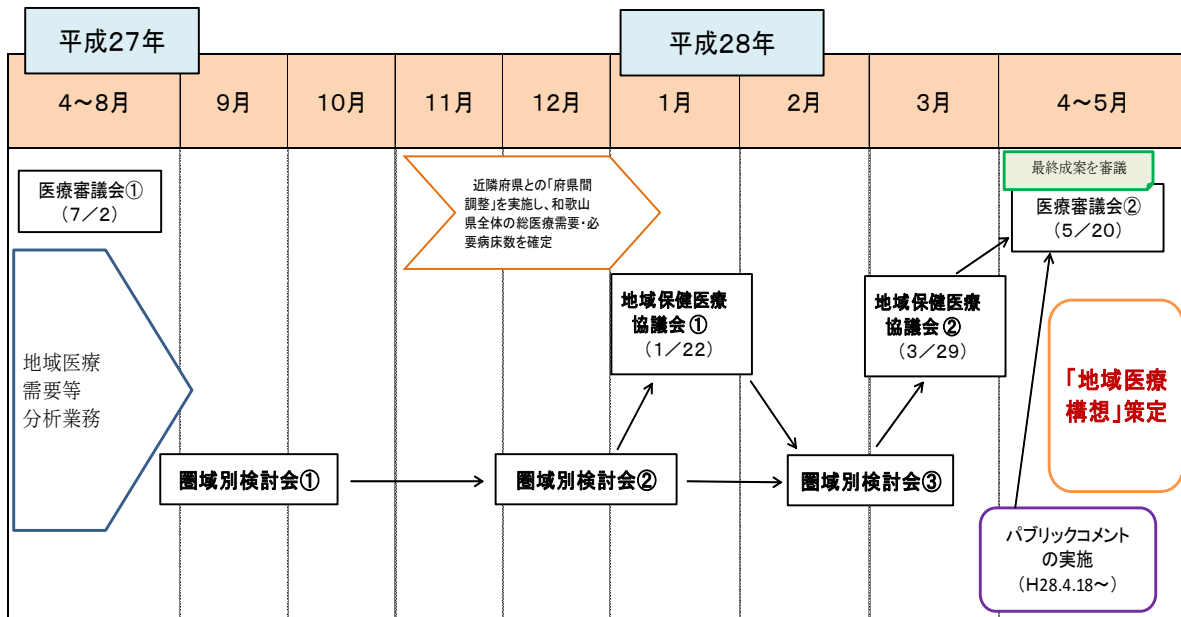 平成27年
平成28年
4～8月
9月
10月
11月
12月
1月
2月
3月
4～5月
医療審議会①
(7／2)
近隣府県との「府県間
調整」を実施し、和歌山
県全体の総医療需要・必
要病床数を確定
最終成案を審議
医療審議会②
(5／20)
地域保健医療
協議会①
(1／22)
地域保健医療
協議会②
(3／29)
地域医療
需要等
分析業務
「地域医療
構想」策定
圏域別検討会①
圏域別検討会②
圏域別検討会③
パブリックコメント
の実施
(H28.4.18～)